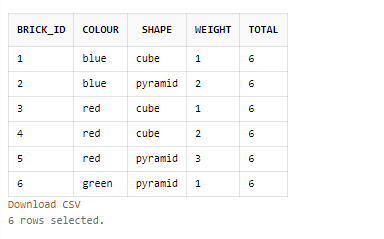 BRICK_ID COLOUR SHAPE WEIGHT TOTAL
1 blue cube 1 6
2 blue pyramid 2 6
3 red cube 1 6
4 red cube 2 6
5 red pyramid 3 6
6 green pyramid 1 6
Download CSV
6 rows selected.